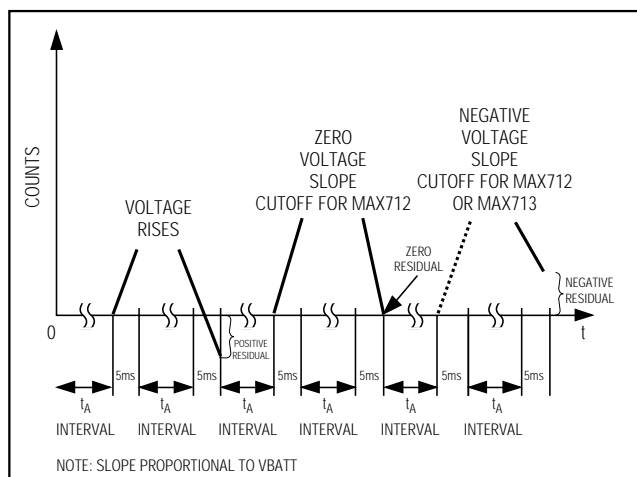 COUNTS
NEGATIVE
VOLTAGE
SLOPE
CUTOFF FOR MAX712
OR MAX713
ZERO
VOLTAGE
SLOPE
CUTOFF FOR MAX712
VOLTAGE
RISES
ZERO
RESIDUAL
NEGATIVE
RESIDUAL
0
t
POSITIVE
RESIDUAL
5ms 5ms 5ms 5ms 5ms 5ms
tA tA tA tA tA tA
INTERVAL INTERVAL INTERVAL INTERVAL INTERVAL INTERVAL
NOTE: SLOPE PROPORTIONAL TO VBATT